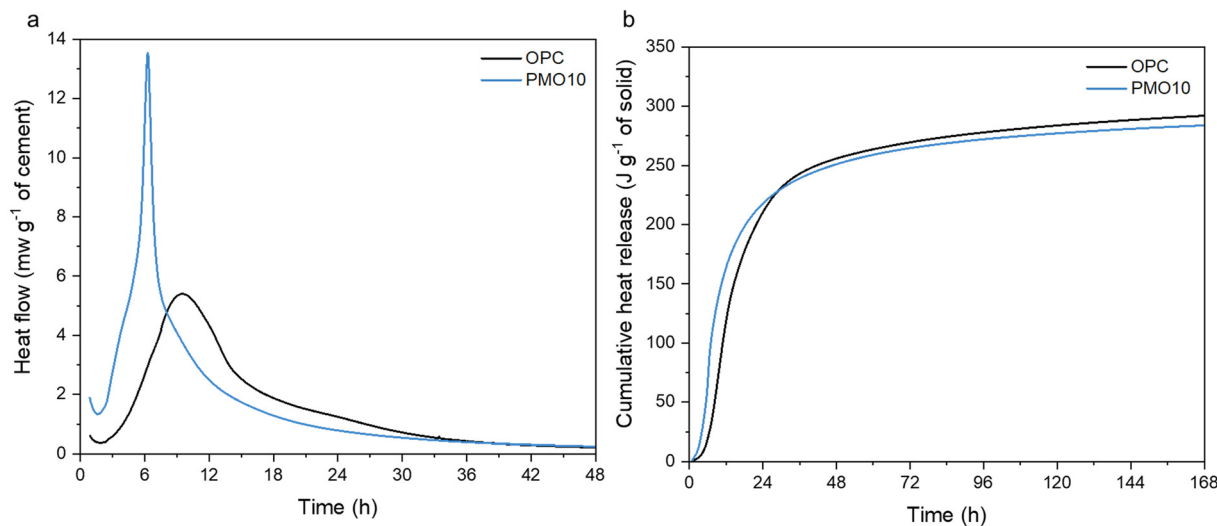 a
Heat flow (mw g⁻¹ of cement)
14
12
10
8
6
4
2
0
OPC
PMO10
0 6 12 18 24 30 36 42 48
Time (h)
b
Cumulative heat release (J g⁻¹ of solid)
350
300
250
200
150
100
50
0
OPC
PMO10
0 24 48 72 96 120 144 168
Time (h)